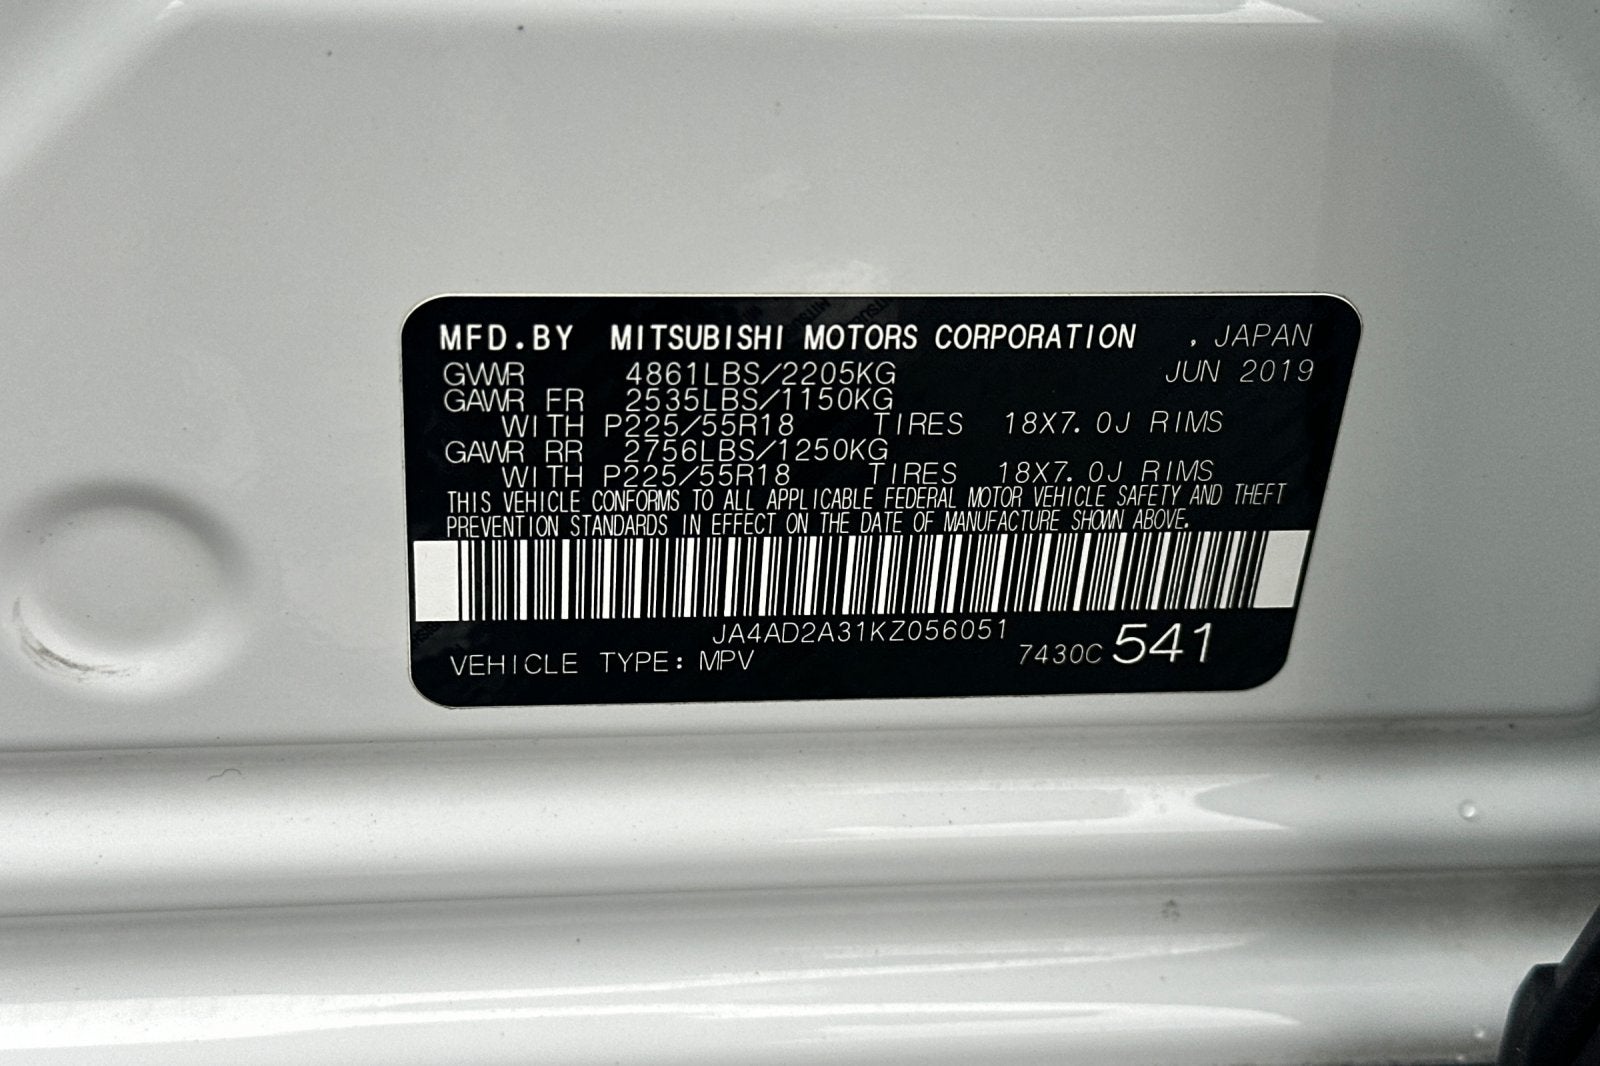 MFD.BY MITSUBISHI MOTORS CORPORATION , JAPAN
GVWR 4861LBS/2205KG JUN 2019
GAWR FR 2535LBS/1150KG
WITH P225/55R18 TIRES 18X7.0J RIMS
GAWR RR 2756LBS/1250KG
WITH P225/55R18 TIRES 18X7.0J RIMS
THIS VEHICLE CONFORMS TO ALL APPLICABLE FEDERAL MOTOR VEHICLE SAFETY AND THEFT
PREVENTION STANDARDS IN EFFECT ON THE DATE OF MANUFACTURE SHOWN ABOVE.
JA4AD2A31KZ056051
VEHICLE TYPE: MPV 7430C 541